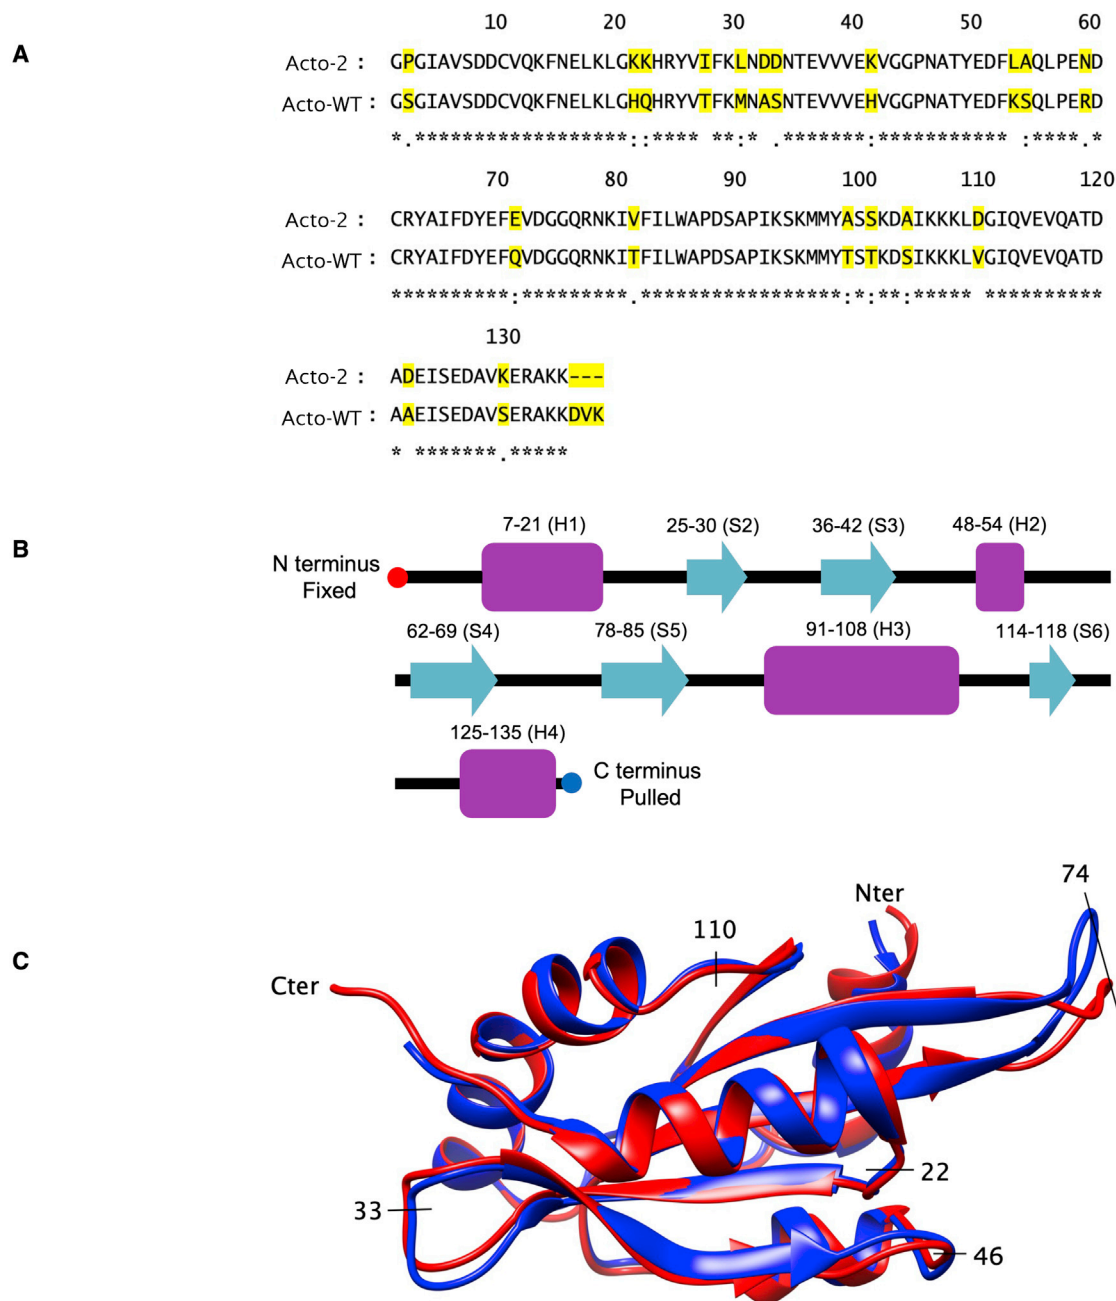 A
10 20 30 40 50 60
Acto-2 : GPGIAVSDDCVQKFNELKLGKKHRYVIFKLNDDNTEVVVEKVGGPNATYEDFLAQLPEND
Acto-WT : GSGIAVSDDCVQKFNELKLGHQHRYVTFKMNASNTEVVVEHVGGPNATYEDFKSQLPERD
*.******************::**** **:* .*******:*********** :****.*
70 80 90 100 110 120
Acto-2 : CRYAIFDYEFEVDGGQRNKIVFILWAPDSAPIKSKMMYASSKDAIKKKLDGIQVEVQATD
Acto-WT : CRYAIFDYEFQVDGGQRNKITFILWAPDSAPIKSKMMYTSTKDSIKKKLVGIQVEVQATD
**********:*********.*****************:*:**:***** **********
130
Acto-2 : ADEISEDAVKERAKK---
Acto-WT : AAEISEDAVSERAKKDVK
* *******.*****
B
7-21 (H1) 25-30 (S2) 36-42 (S3) 48-54 (H2)
N terminus
Fixed
62-69 (S4) 78-85 (S5) 91-108 (H3) 114-118 (S6)
125-135 (H4)
C terminus
Pulled
C
74
Nter
110
Cter
22
33
46